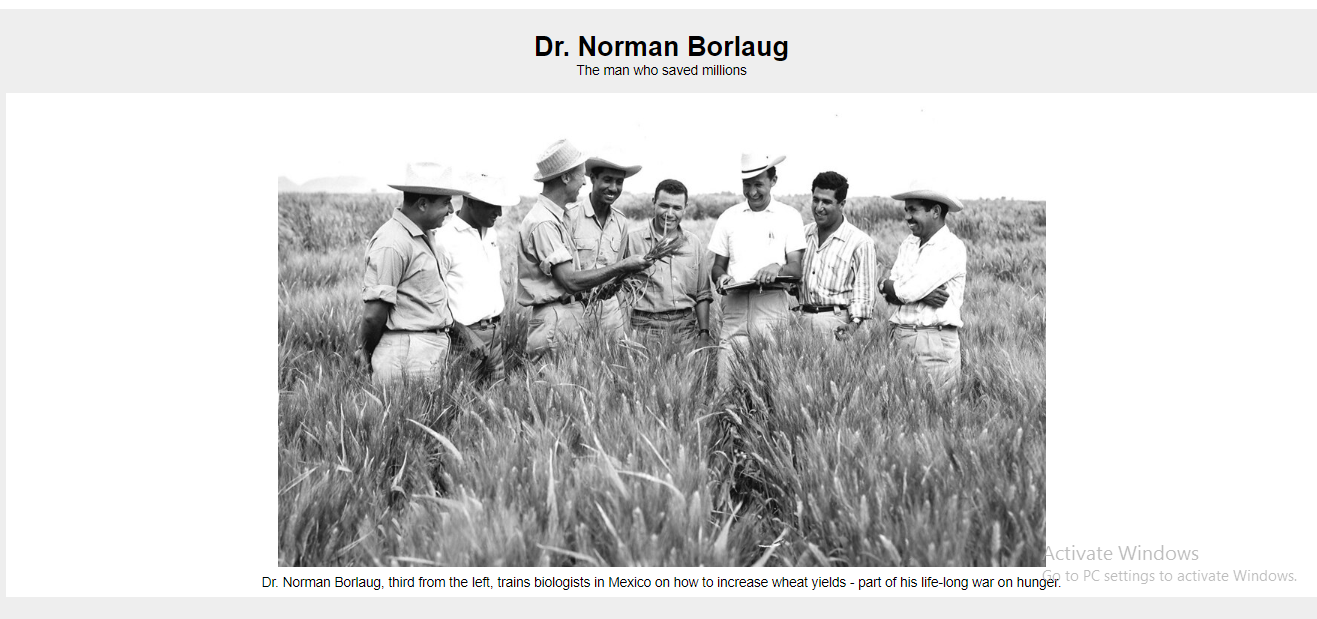 Dr. Norman Borlaug
The man who saved millions
Dr. Norman Borlaug, third from the left, trains biologists in Mexico on how to increase wheat yields - part of his life-long war on hunger.
Activate Windows
Go to PC settings to activate Windows.